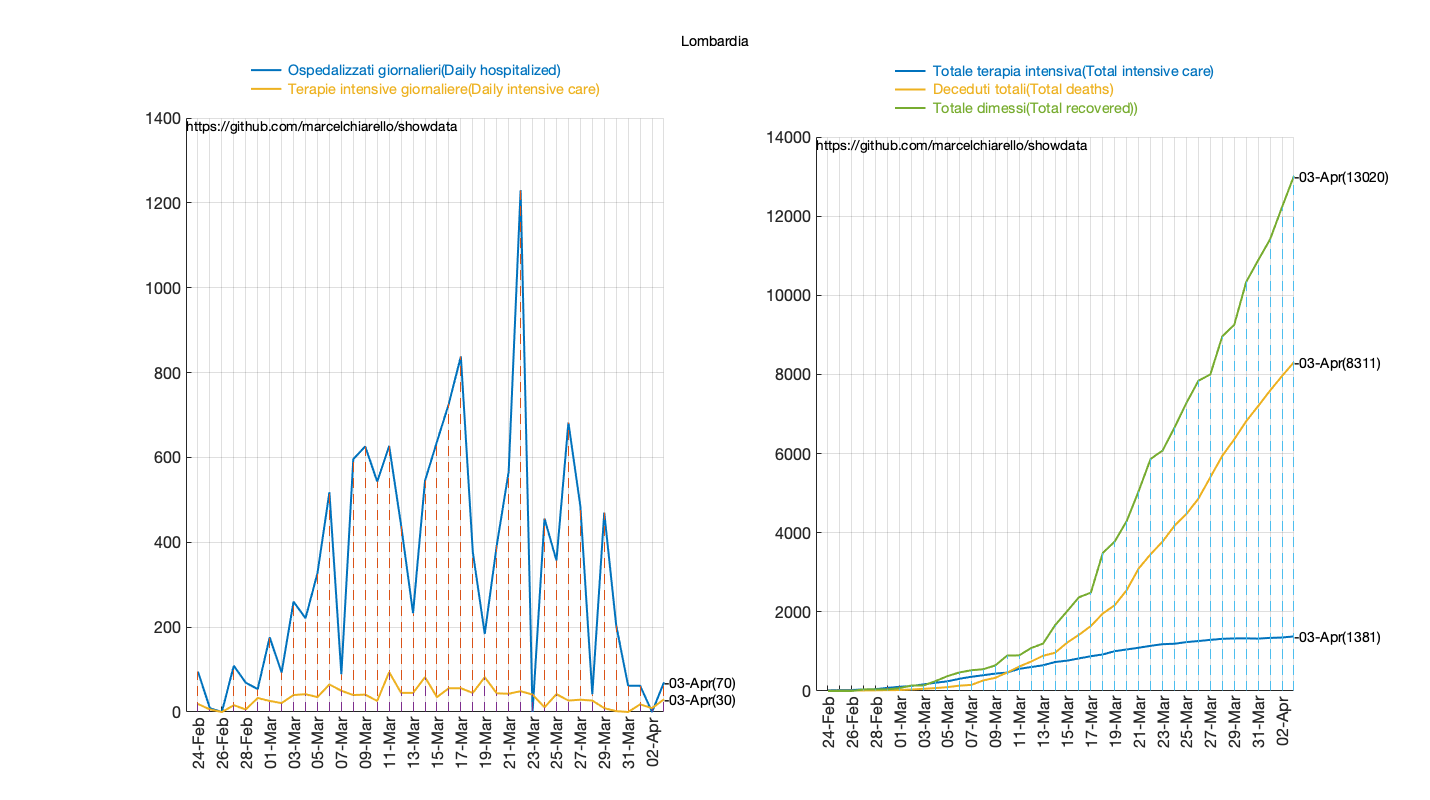 Lombardia
Ospedalizzati giornalieri(Daily hospitalized)
Terapie intensive giornaliere(Daily intensive care)
1400
https://github.com/marcelchiarello/showdata
1200
1000
800
600
400
200
0
-03-Apr(70)
-03-Apr(30)
24-Feb
26-Feb
28-Feb
01-Mar
03-Mar
05-Mar
07-Mar
09-Mar
11-Mar
13-Mar
15-Mar
17-Mar
19-Mar
21-Mar
23-Mar
25-Mar
27-Mar
29-Mar
31-Mar
02-Apr
Totale terapia intensiva(Total intensive care)
Deceduti totali(Total deaths)
Totale dimessi(Total recovered))
14000
https://github.com/marcelchiarello/showdata
12000
10000
8000
6000
4000
2000
0
-03-Apr(13020)
-03-Apr(8311)
-03-Apr(1381)
24-Feb
26-Feb
28-Feb
01-Mar
03-Mar
05-Mar
07-Mar
09-Mar
11-Mar
13-Mar
15-Mar
17-Mar
19-Mar
21-Mar
23-Mar
25-Mar
27-Mar
29-Mar
31-Mar
02-Apr